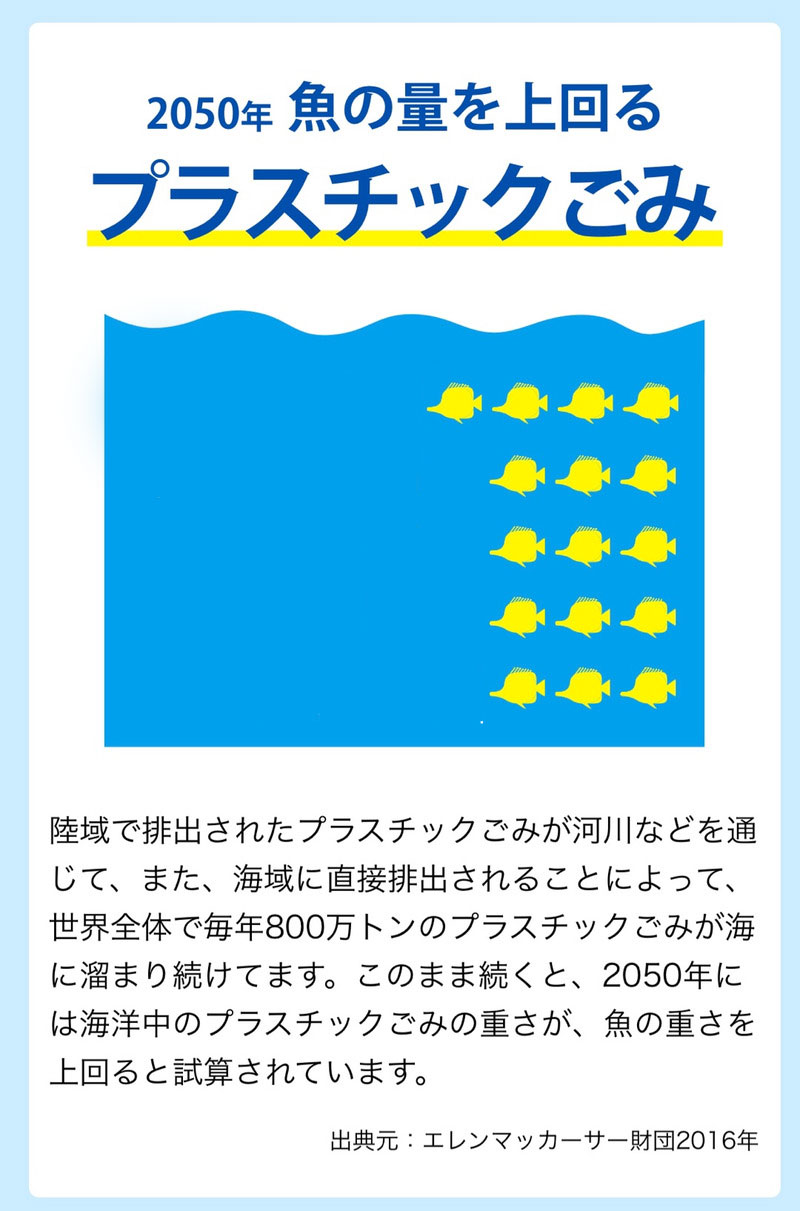 2050年 魚の量を上回る
プラスチックごみ
陸域で排出されたプラスチックごみが河川などを通
じて、また、海域に直接排出されることによって、
世界全体で毎年800万トンのプラスチックごみが海
に溜まり続けてます。このまま続くと、2050年に
は海洋中のプラスチックごみの重さが、魚の重さを
上回ると試算されています。
出典元：エレンマッカーサー財団2016年